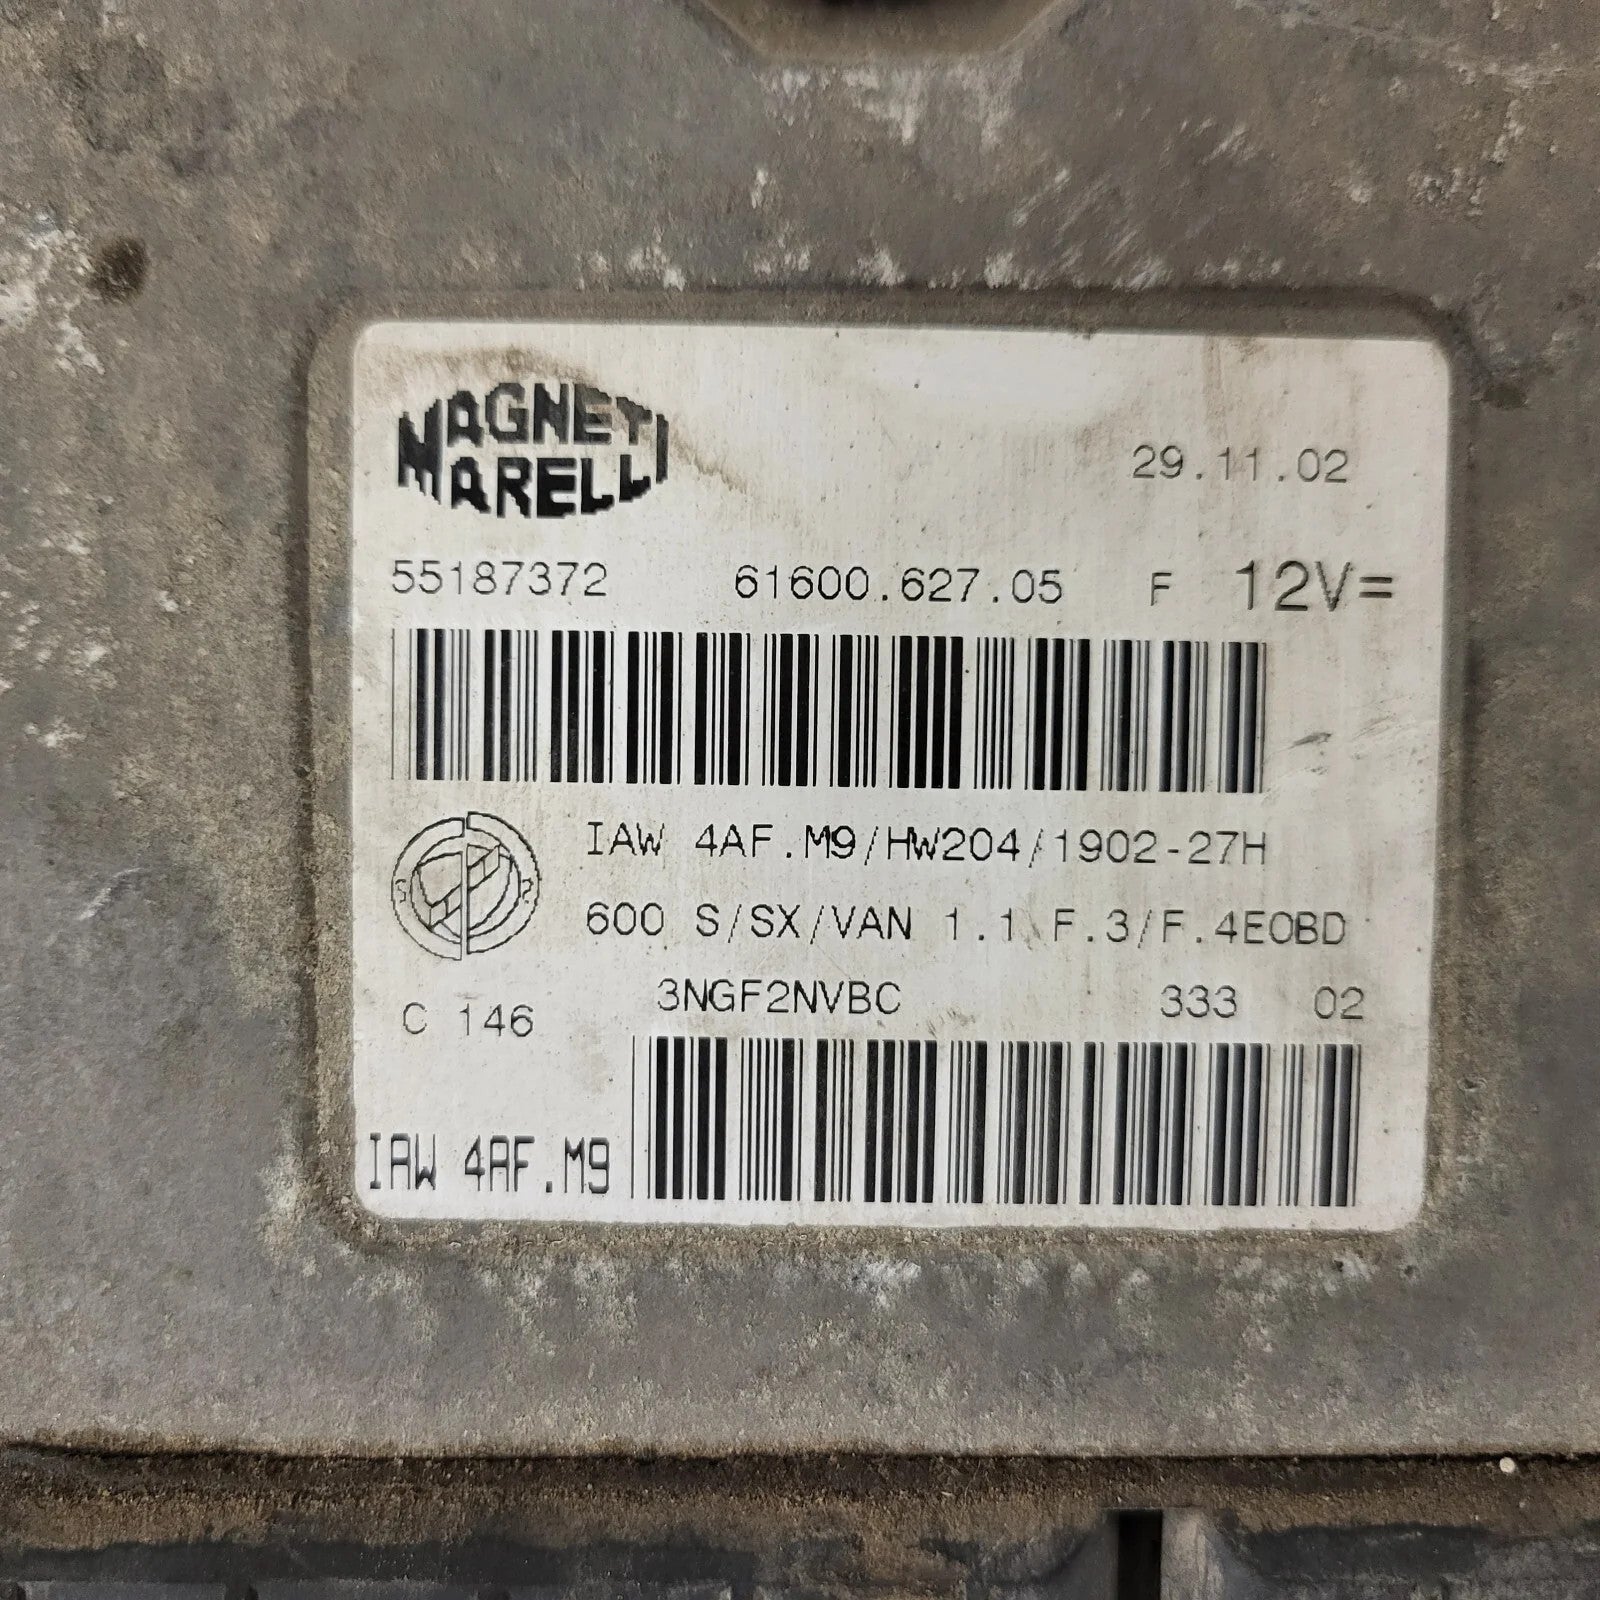 MAGNETI
MARELLI
29.11.02
55187372 61600.627.05 F 12V=
IAW 4AF.M9/HW204/1902-27H
600 S/SX/VAN 1.1 F.3/F.4EOBD
C 146 3NGF2NVBC 333 02
IAW 4AF.M9